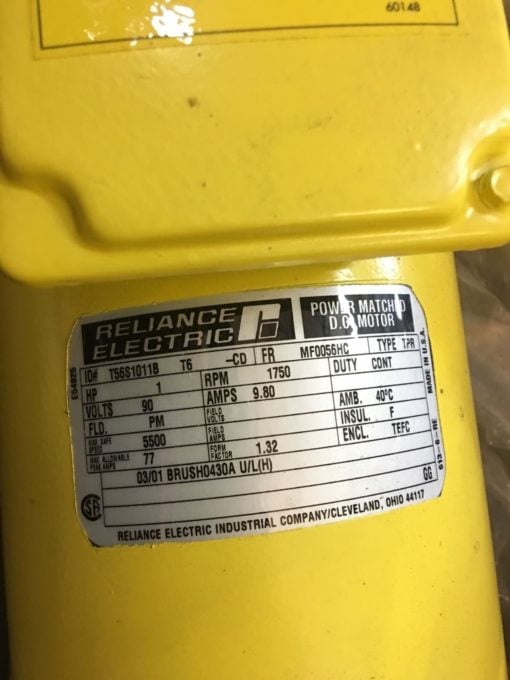 60148
RELIANCE ELECTRIC
POWER MATCHED
D.C. MOTOR
ID# T56S1011B T6 -CD FR MF0056HC TYPE TPR
HP 1 RPM 1750 DUTY CONT
VOLTS 90 AMPS 9.80
FLD. PM FIELD VOLTS AMB. 40°C
MAX SAFE SPEED 5500 FIELD AMPS INSUL. F
MAX ALLOWABLE PEAK AMPS 77 FORM FACTOR 1.32 ENCL. TEFC
03/01 BRUSH0430A U/L(H)
GG
RELIANCE ELECTRIC INDUSTRIAL COMPANY/CLEVELAND, OHIO 44117
E54825
MADE IN U.S.A.
613-6-HE